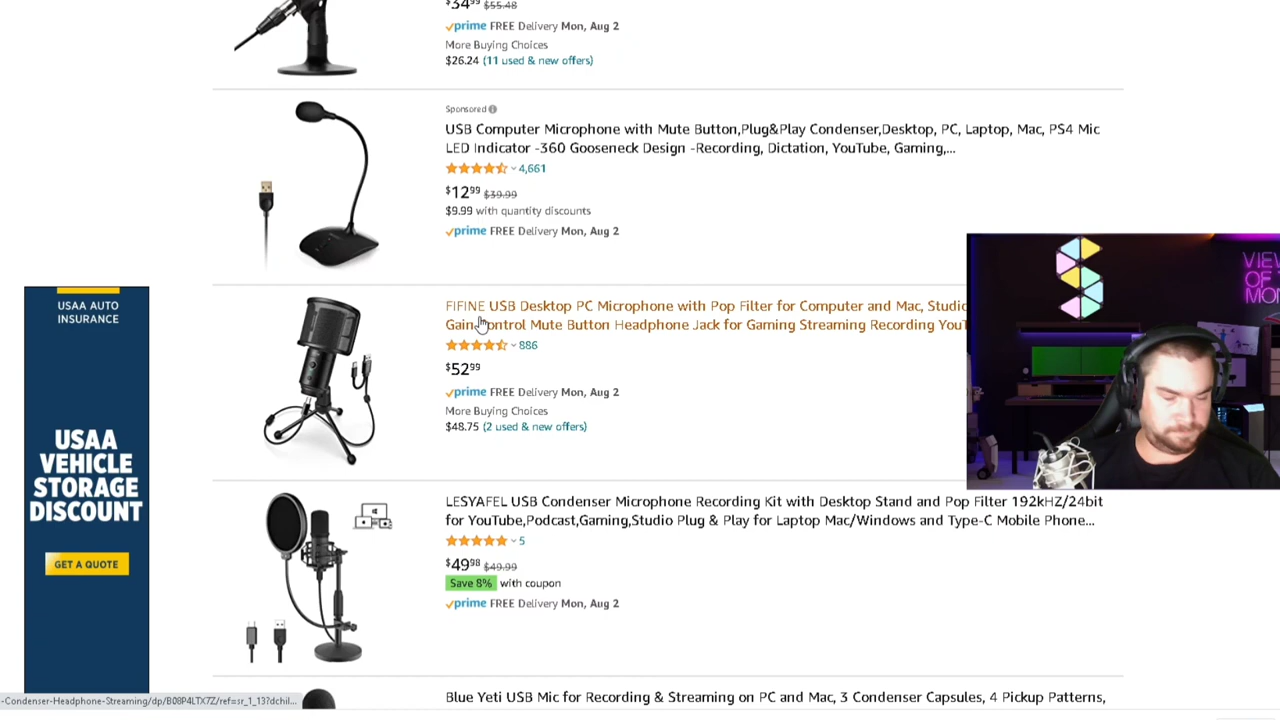 $34⁹⁹ $55.48
prime FREE Delivery Mon, Aug 2
More Buying Choices
$26.24 (11 used & new offers)
Sponsored
USB Computer Microphone with Mute Button,Plug&Play Condenser,Desktop, PC, Laptop, Mac, PS4 Mic
LED Indicator -360 Gooseneck Design -Recording, Dictation, YouTube, Gaming,...
4,661
$12⁹⁹ $39.99
$9.99 with quantity discounts
prime FREE Delivery Mon, Aug 2
USAA AUTO
INSURANCE
USAA
VEHICLE
STORAGE
DISCOUNT
GET A QUOTE
FIFINE USB Desktop PC Microphone with Pop Filter for Computer and Mac, Studio
Gain Control Mute Button Headphone Jack for Gaming Streaming Recording YouT
886
$52⁹⁹
prime FREE Delivery Mon, Aug 2
More Buying Choices
$48.75 (2 used & new offers)
VIEW
OF T
MO
LESYAFEL USB Condenser Microphone Recording Kit with Desktop Stand and Pop Filter 192kHZ/24bit
for YouTube,Podcast,Gaming,Studio Plug & Play for Laptop Mac/Windows and Type-C Mobile Phone...
5
$49⁹⁸ $49.99
Save 8% with coupon
prime FREE Delivery Mon, Aug 2
Blue Yeti USB Mic for Recording & Streaming on PC and Mac, 3 Condenser Capsules, 4 Pickup Patterns,
-Condenser-Headphone-Streaming/dp/B08P4LTX7Z/ref=sr_1_13?dchil...